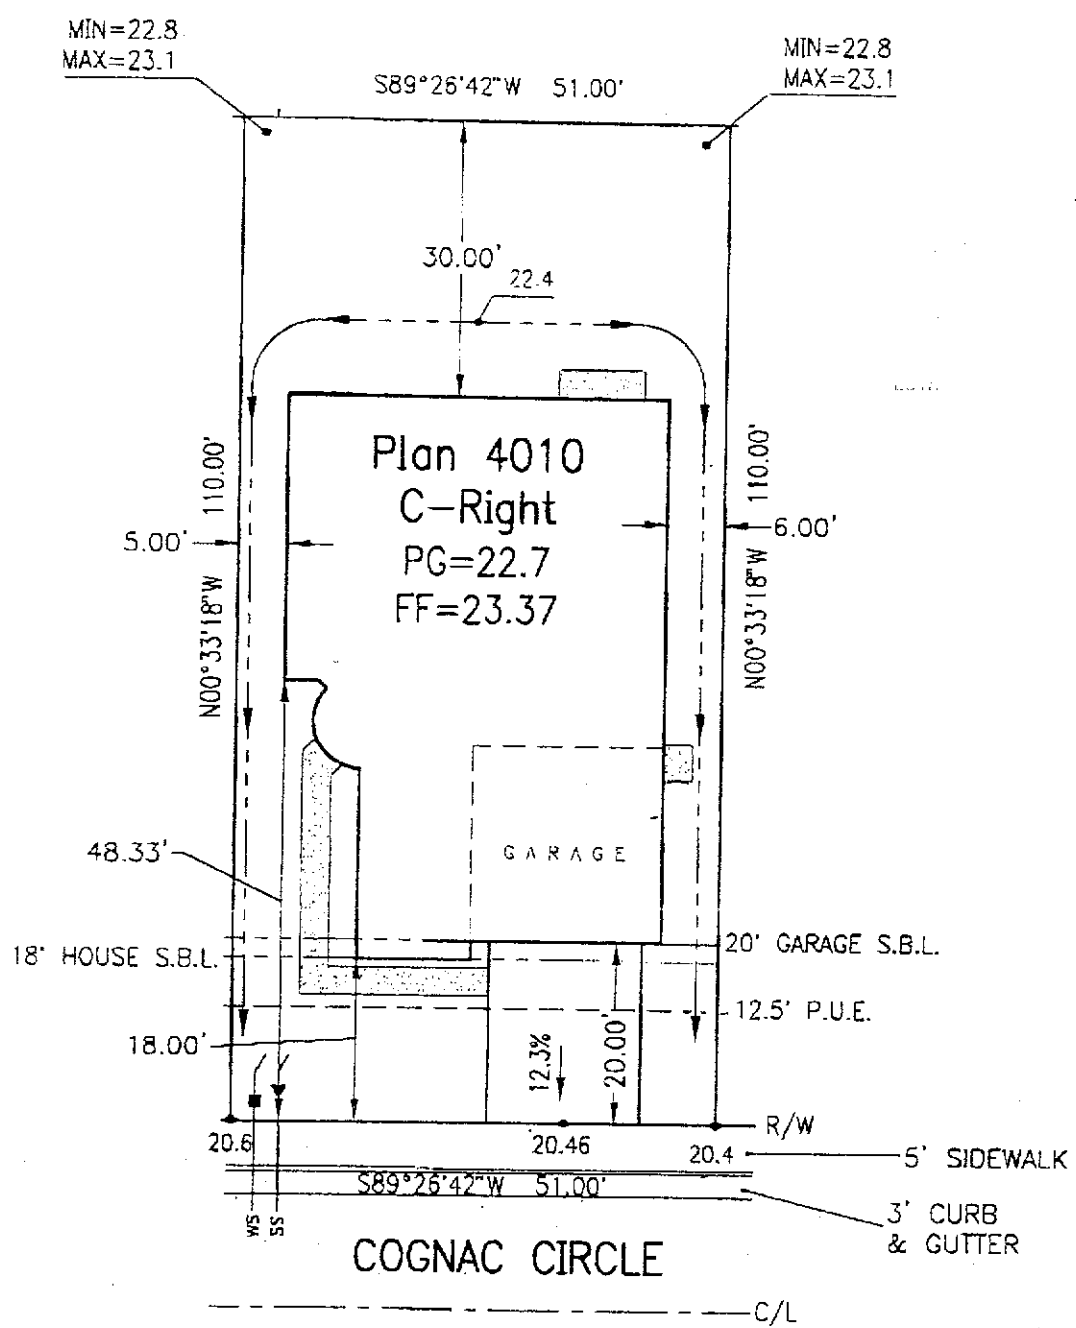 MIN=22.8
MAX=23.1
MIN=22.8
MAX=23.1
S89°26'42"W 51.00'
30.00'
22.4
Plan 4010
C-Right
PG=22.7
FF=23.37
110.00'
N00°33'18"W
110.00'
N00°33'18"W
5.00'
6.00'
48.33'
GARAGE
18' HOUSE S.B.L.
20' GARAGE S.B.L.
12.5' P.U.E.
18.00'
12.3%
20.00'
R/W
20.6
20.46
20.4
5' SIDEWALK
S89°26'42"W 51.00'
WS
SS
3' CURB
& GUTTER
COGNAC CIRCLE
C/L